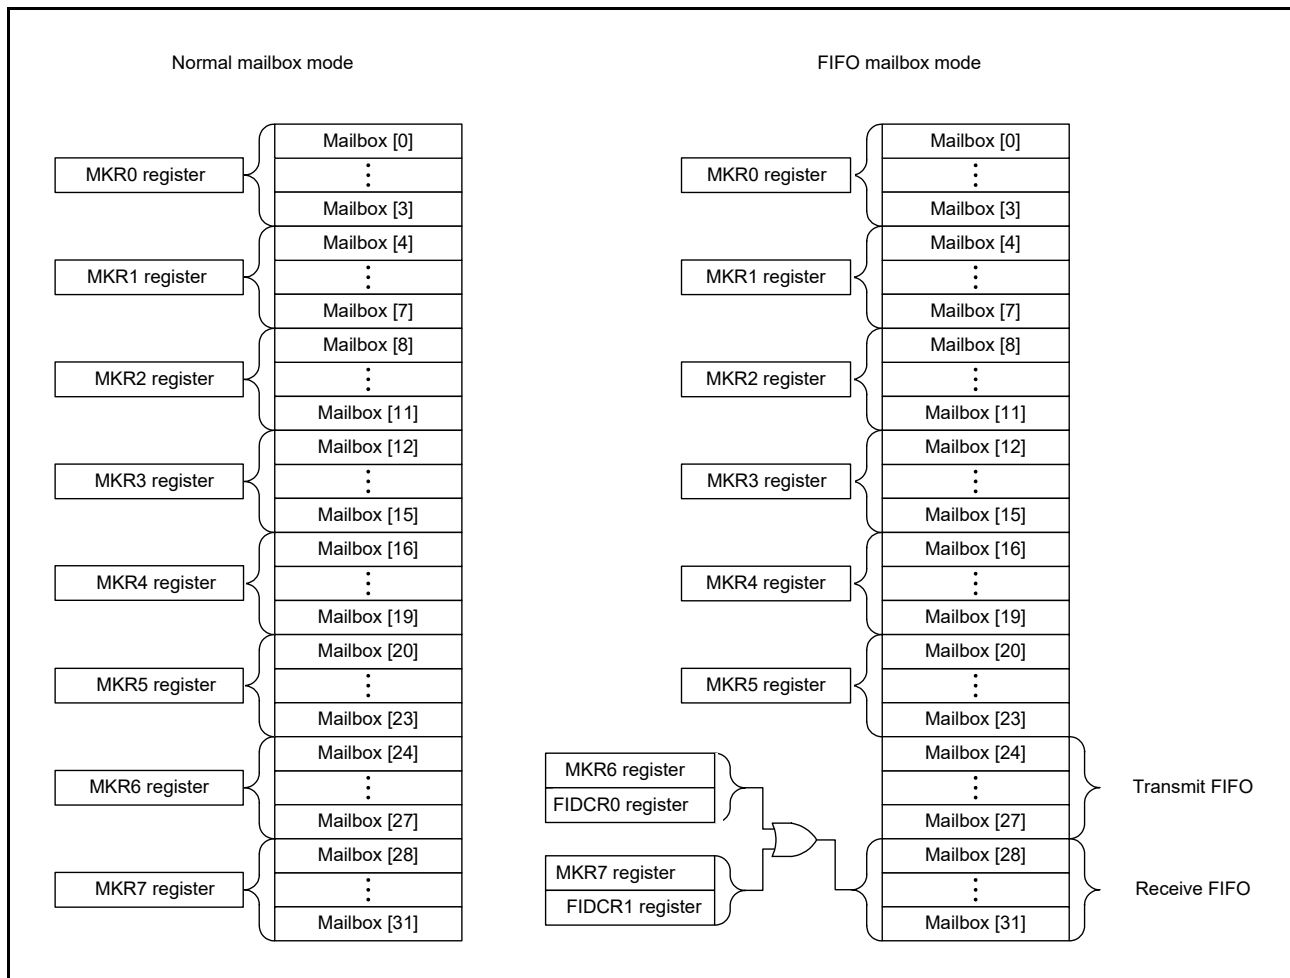 Normal mailbox mode
Mailbox [0]
MKR0 register
Mailbox [3]
Mailbox [4]
MKR1 register
Mailbox [7]
Mailbox [8]
MKR2 register
Mailbox [11]
Mailbox [12]
MKR3 register
Mailbox [15]
Mailbox [16]
MKR4 register
Mailbox [19]
Mailbox [20]
MKR5 register
Mailbox [23]
Mailbox [24]
MKR6 register
Mailbox [27]
Mailbox [28]
MKR7 register
Mailbox [31]
FIFO mailbox mode
Mailbox [0]
MKR0 register
Mailbox [3]
Mailbox [4]
MKR1 register
Mailbox [7]
Mailbox [8]
MKR2 register
Mailbox [11]
Mailbox [12]
MKR3 register
Mailbox [15]
Mailbox [16]
MKR4 register
Mailbox [19]
Mailbox [20]
MKR5 register
Mailbox [23]
Mailbox [24]
MKR6 register
Transmit FIFO
FIDCR0 register
Mailbox [27]
Mailbox [28]
MKR7 register
Receive FIFO
FIDCR1 register
Mailbox [31]